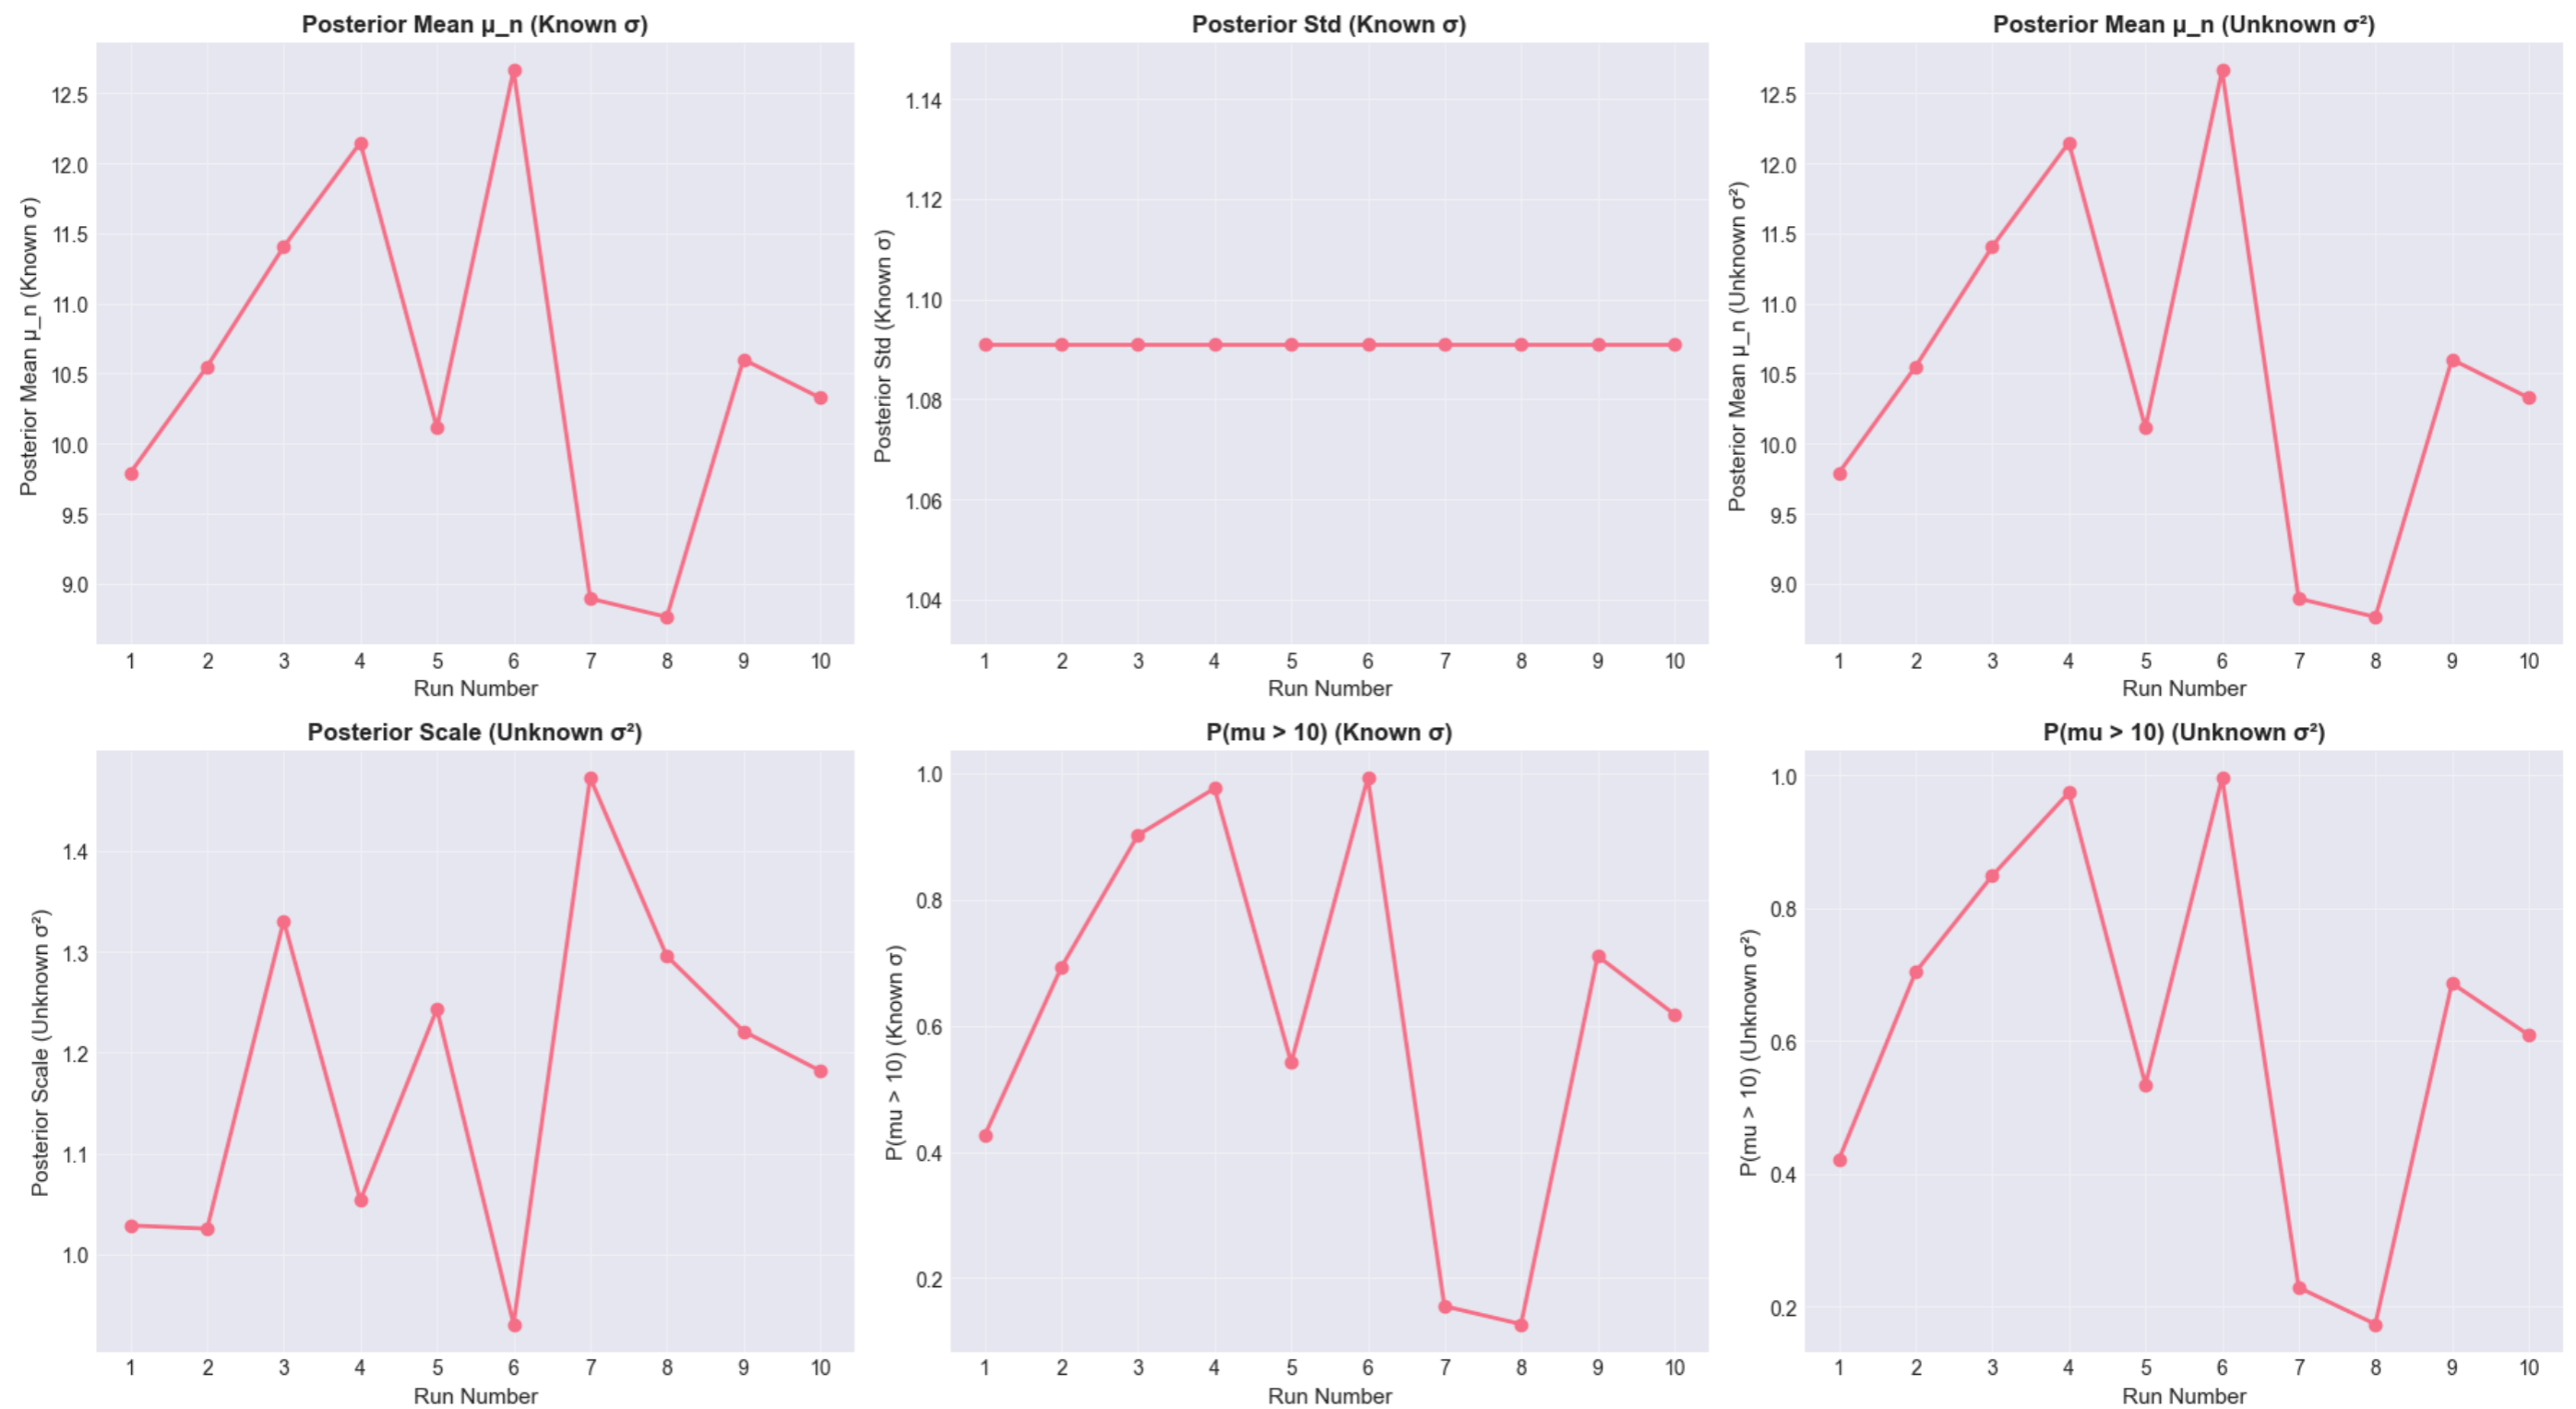 Posterior Mean μ_n (Known σ)
Posterior Mean μ_n (Known σ)
12.5
12.0
11.5
11.0
10.5
10.0
9.5
9.0
1 2 3 4 5 6 7 8 9 10
Run Number
Posterior Std (Known σ)
Posterior Std (Known σ)
1.14
1.12
1.10
1.08
1.06
1.04
1 2 3 4 5 6 7 8 9 10
Run Number
Posterior Mean μ_n (Unknown σ²)
Posterior Mean μ_n (Unknown σ²)
12.5
12.0
11.5
11.0
10.5
10.0
9.5
9.0
1 2 3 4 5 6 7 8 9 10
Run Number
Posterior Scale (Unknown σ²)
Posterior Scale (Unknown σ²)
1.4
1.3
1.2
1.1
1.0
1 2 3 4 5 6 7 8 9 10
Run Number
P(mu > 10) (Known σ)
P(mu > 10) (Known σ)
1.0
0.8
0.6
0.4
0.2
1 2 3 4 5 6 7 8 9 10
Run Number
P(mu > 10) (Unknown σ²)
P(mu > 10) (Unknown σ²)
1.0
0.8
0.6
0.4
0.2
1 2 3 4 5 6 7 8 9 10
Run Number